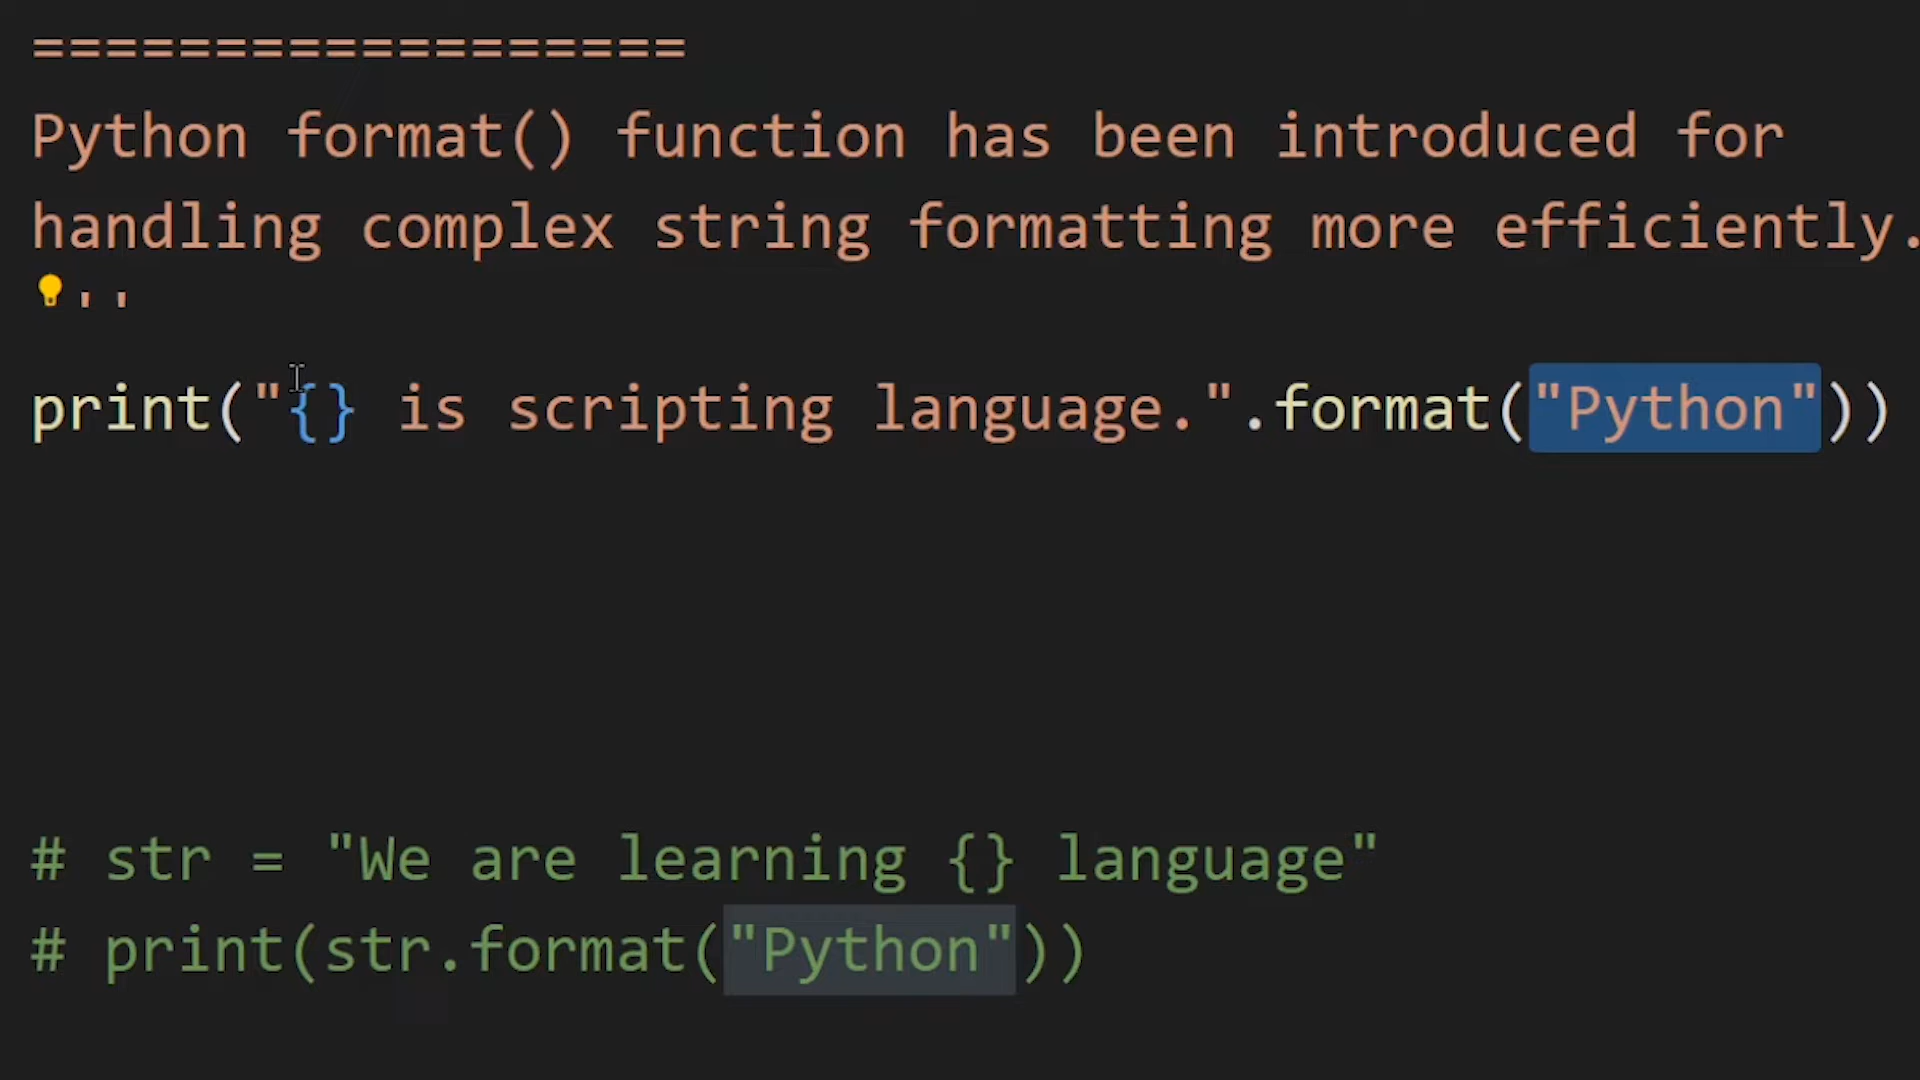 ==================
Python format() function has been introduced for
handling complex string formatting more efficiently.
''
print("{} is scripting language.".format("Python"))
# str = "We are learning {} language"
# print(str.format("Python"))